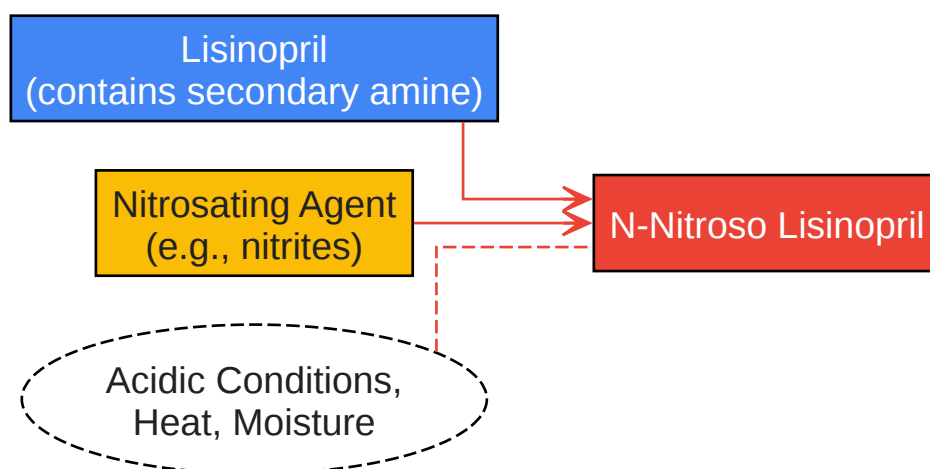 Lisinopril
(contains secondary amine)
Nitrosating Agent
(e.g., nitrites)
N-Nitroso Lisinopril
Acidic Conditions,
Heat, Moisture